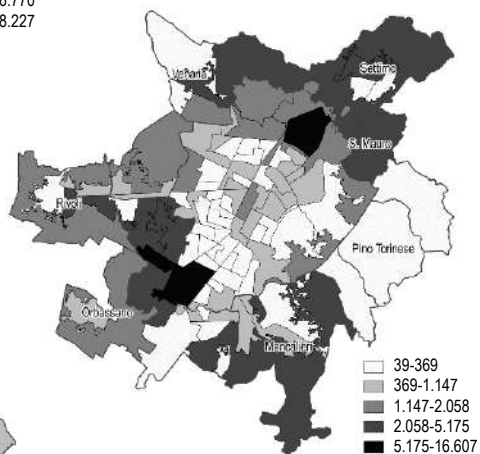 8.227
Venaria
Settimo
S. Mauro
Rivoli
Pino Torinese
Orbassano
Moncalieri
39-369
369-1.147
1.147-2.058
2.058-5.175
5.175-16.607